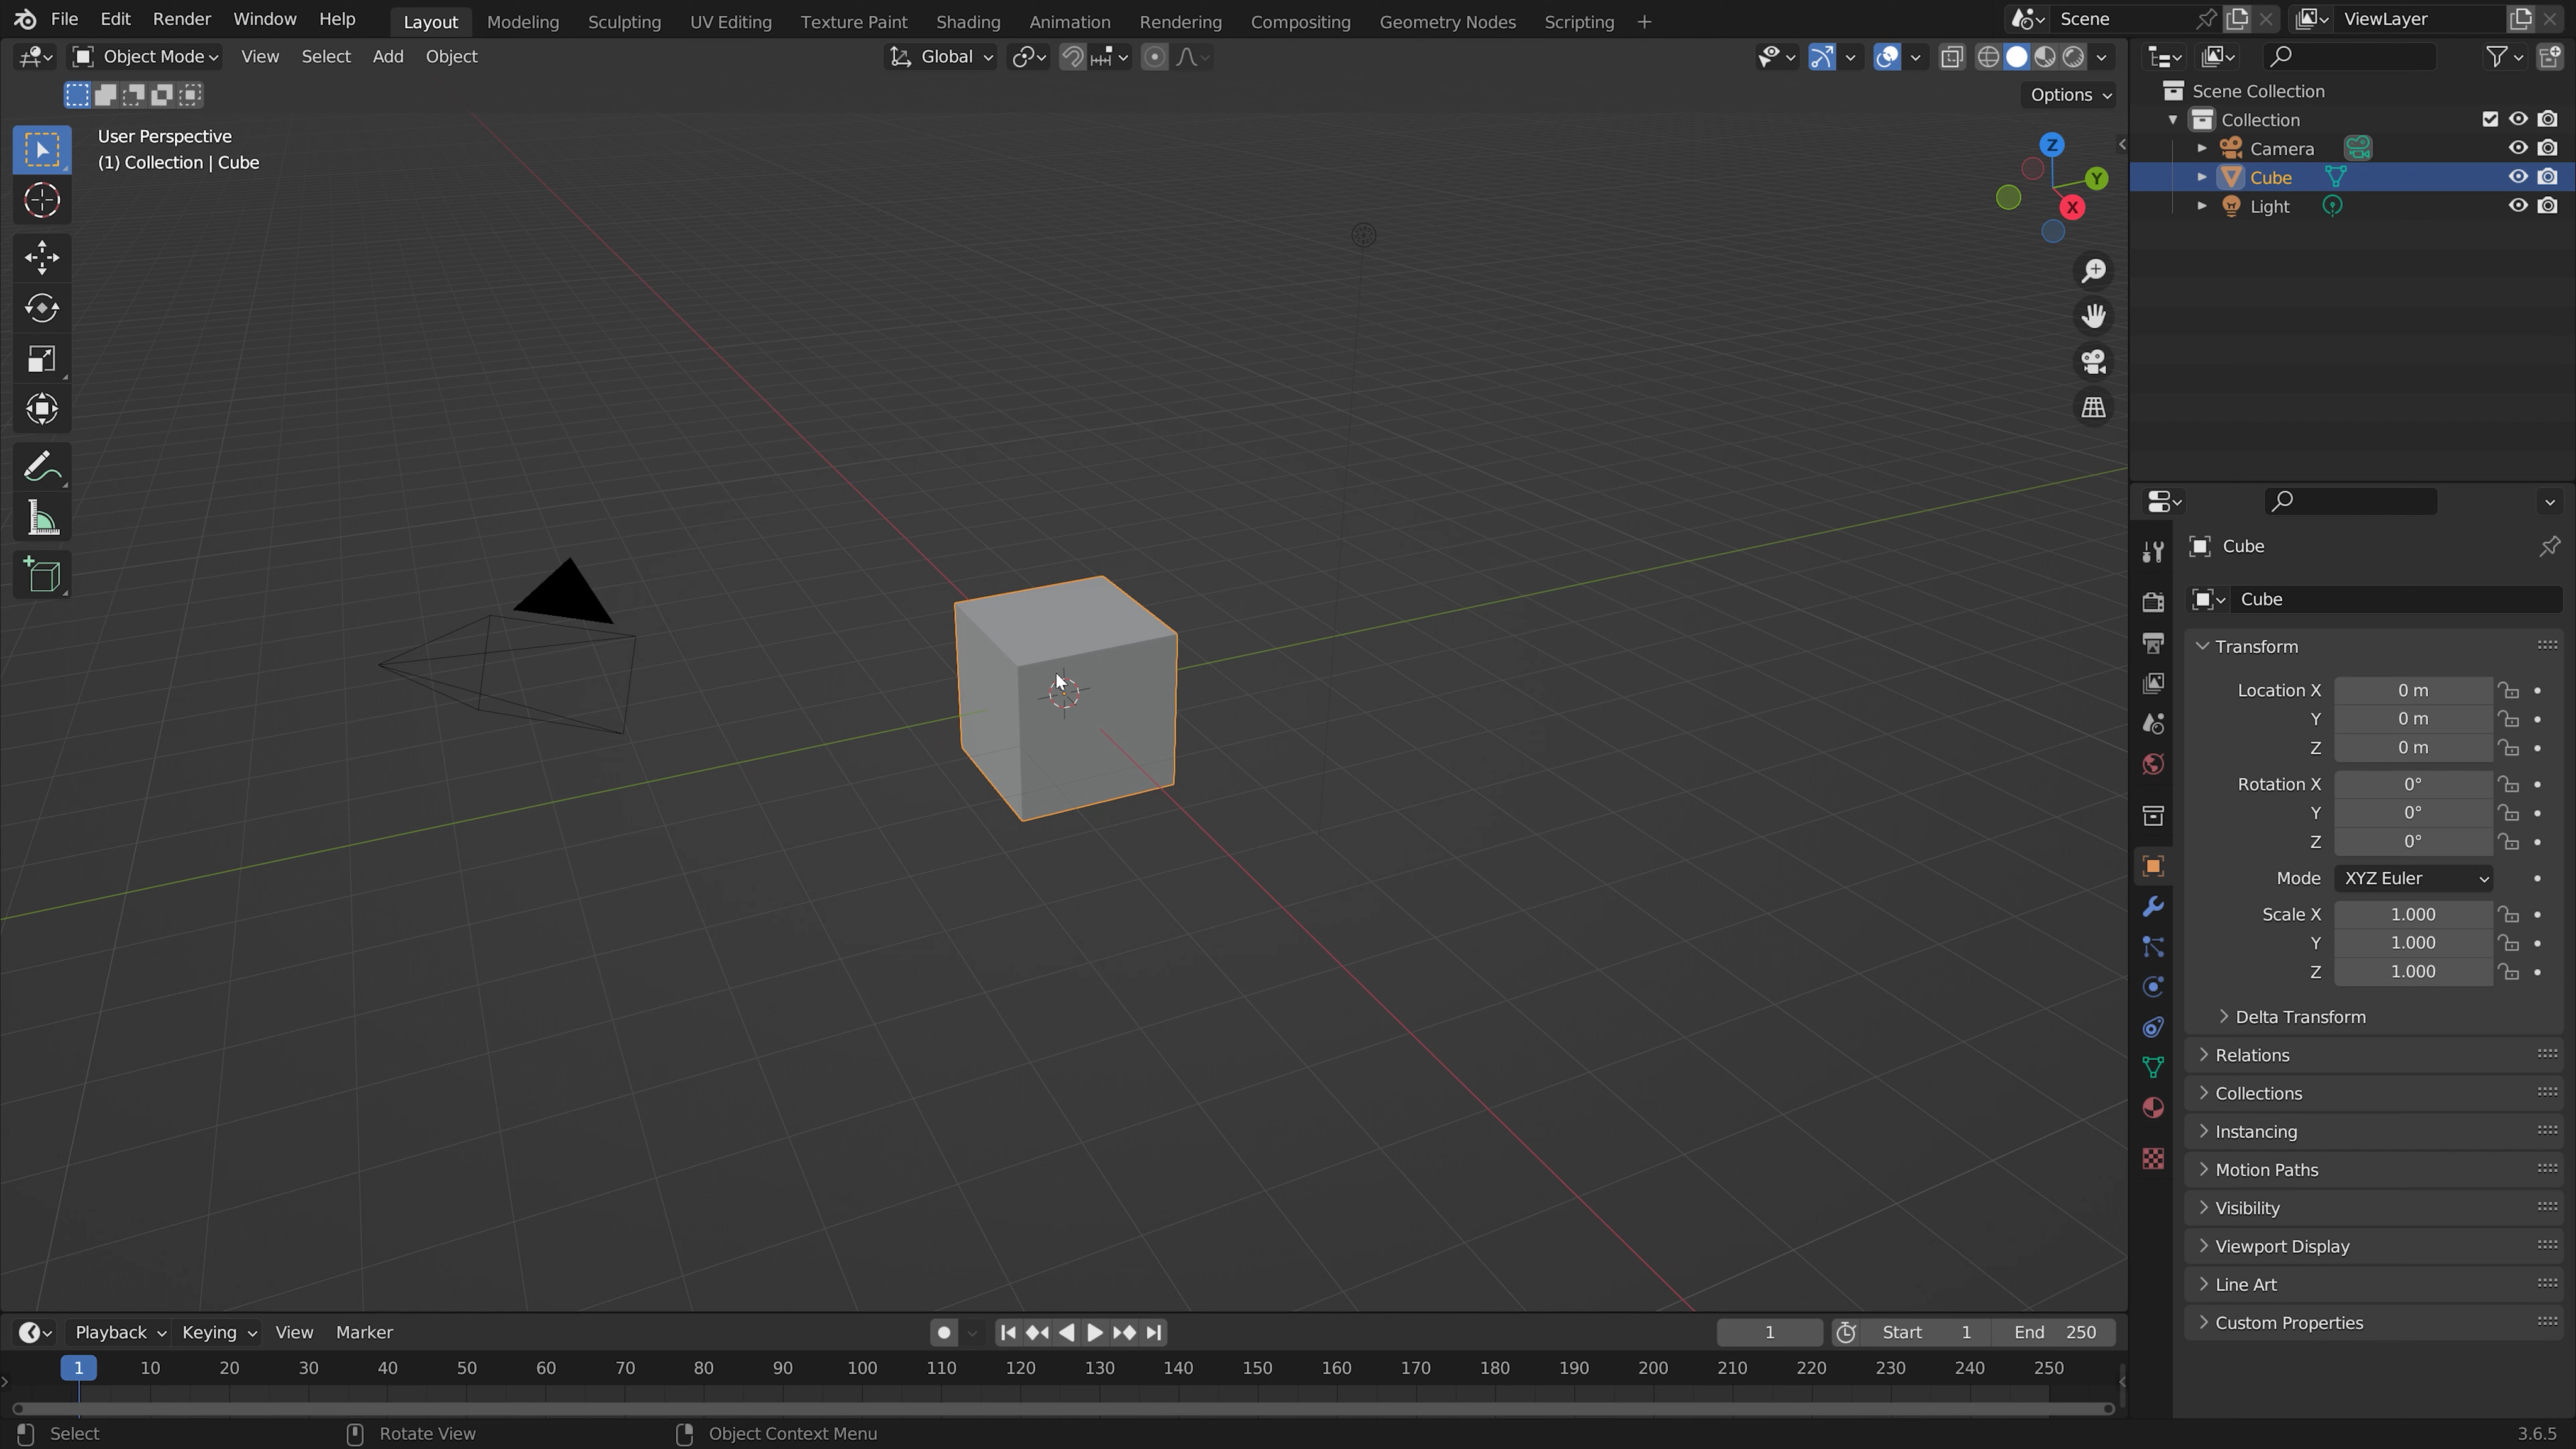 File Edit Render Window Help Layout Modeling Sculpting UV Editing Texture Paint Shading Animation Rendering Compositing Geometry Nodes Scripting + Scene ViewLayer
Object Mode View Select Add Object Global
Options
User Perspective
(1) Collection | Cube
Z
Y
X
Scene Collection
Collection
Camera
Cube
Light
Cube
Cube
Transform
Location X 0 m
Y 0 m
Z 0 m
Rotation X 0°
Y 0°
Z 0°
Mode XYZ Euler
Scale X 1.000
Y 1.000
Z 1.000
Delta Transform
Relations
Collections
Instancing
Motion Paths
Visibility
Viewport Display
Line Art
Custom Properties
Playback Keying View Marker 1 Start 1 End 250
1 10 20 30 40 50 60 70 80 90 100 110 120 130 140 150 160 170 180 190 200 210 220 230 240 250
Select Rotate View Object Context Menu 3.6.5